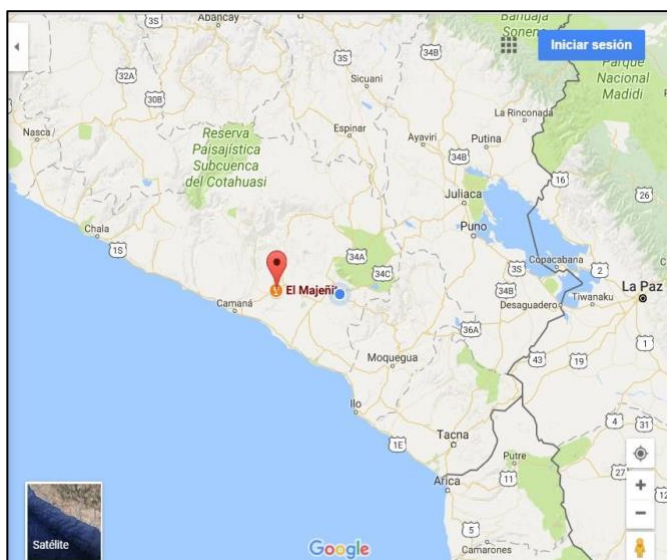 Abancay
3S
Bahuaja
Sonene
34B
Iniciar sesión
3S
Sicuani
Parque
Nacional
Madidi
32A
30B
La Rinconada
Nasca
Reserva
Paisajística
Subcuenca
del Cotahuasi
Espinar
Ayaviri
Putina
34B
16
Juliaca
26
Chala
1S
Puno
34A
34C
Copacabana
3S
2
El Majeñit
La Paz
Camaná
34B
Desaguadero
Tiwanaku
36A
1
Moquegua
43
19
Ilo
1E
Tacna
4
31
Putre
27
Arica
11
12
5
Satélite
Google
Camarones